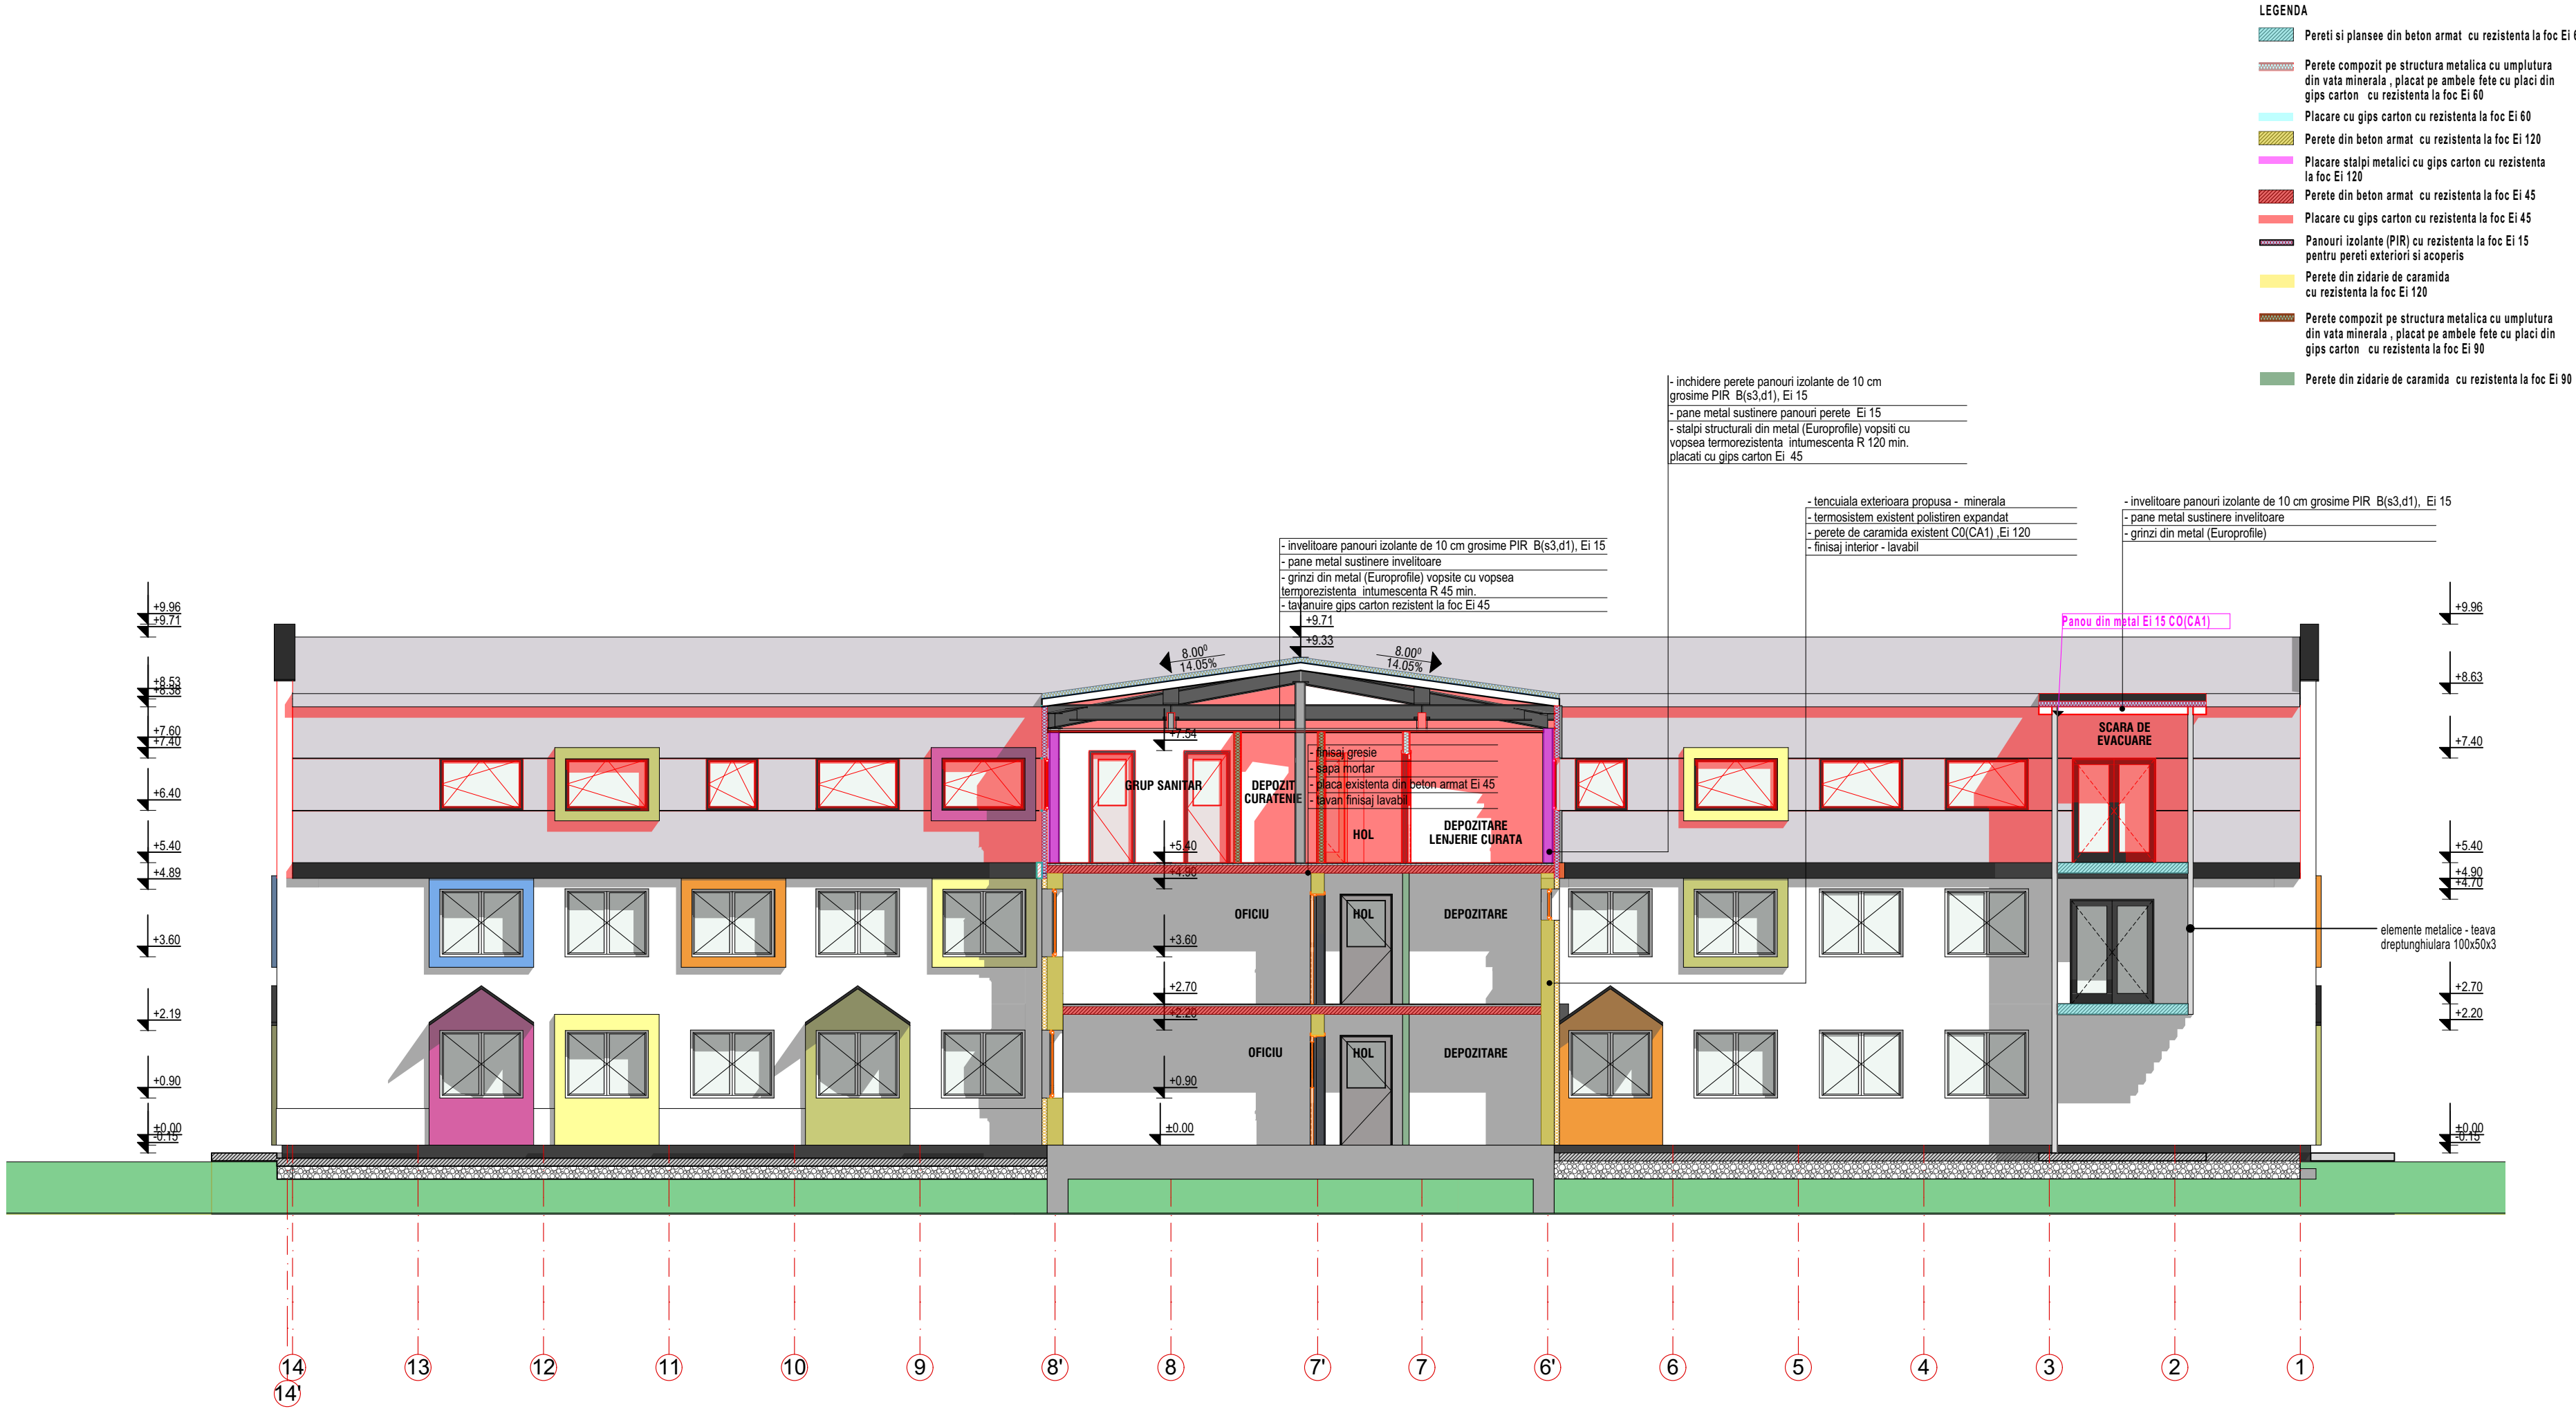 LEGENDA
Pereti si plansee din beton armat cu rezistenta la foc Ei
Perete compozit pe structura metalica cu umplutura
din vata minerala , placat pe ambele fete cu placi din
gips carton cu rezistenta la foc Ei 60
Placare cu gips carton cu rezistenta la foc Ei 60
Perete din beton armat cu rezistenta la foc Ei 120
Placare stalpi metalici cu gips carton cu rezistenta
la foc Ei 120
Perete din beton armat cu rezistenta la foc Ei 45
Placare cu gips carton cu rezistenta la foc Ei 45
Panouri izolante (PIR) cu rezistenta la foc Ei 15
pentru pereti exteriori si acoperis
Perete din zidarie de caramida
cu rezistenta la foc Ei 120
Perete compozit pe structura metalica cu umplutura
din vata minerala , placat pe ambele fete cu placi din
gips carton cu rezistenta la foc Ei 90
Perete din zidarie de caramida cu rezistenta la foc Ei 90
- inchidere perete panouri izolante de 10 cm
grosime PIR B(s3,d1), Ei 15
- pane metal sustinere panouri perete Ei 15
- stalpi structurali din metal (Europrofile) vopsiti cu
vopsea termorezistenta intumescenta R 120 min.
placati cu gips carton Ei 45
- tencuiala exterioara propusa - minerala
- termosistem existent polistiren expandat
- perete de caramida existent C0(CA1) ,Ei 120
- finisaj interior - lavabil
- invelitoare panouri izolante de 10 cm grosime PIR B(s3,d1), Ei 15
- pane metal sustinere invelitoare
- grinzi din metal (Europrofile)
- invelitoare panouri izolante de 10 cm grosime PIR B(s3,d1), Ei 15
- pane metal sustinere invelitoare
- grinzi din metal (Europrofile) vopsite cu vopsea
termorezistenta intumescenta R 45 min.
- tavanuire gips carton rezistent la foc Ei 45
Panou din metal Ei 15 CO(CA1)
+9.96
+9.71
+8.53
+8.38
+7.60
+7.40
+6.40
+5.40
+4.89
+3.60
+2.19
+0.90
±0.00
-0.15
+9.71
+9.33
8.00⁰
14.05%
8.00⁰
14.05%
+7.54
- finisaj gresie
- sapa mortar
- placa existenta din beton armat Ei 45
- tavan finisaj lavabil
GRUP SANITAR
DEPOZIT
CURATENIE
HOL
DEPOZITARE
LENJERIE CURATA
+5.40
+4.90
OFICIU
HOL
DEPOZITARE
+3.60
+2.70
+2.20
OFICIU
HOL
DEPOZITARE
+0.90
±0.00
SCARA DE
EVACUARE
elemente metalice - teava
dreptunghiulara 100x50x3
+9.96
+8.63
+7.40
+5.40
+4.90
+4.70
+2.70
+2.20
±0.00
-0.15
14
14'
13
12
11
10
9
8'
8
7'
7
6'
6
5
4
3
2
1